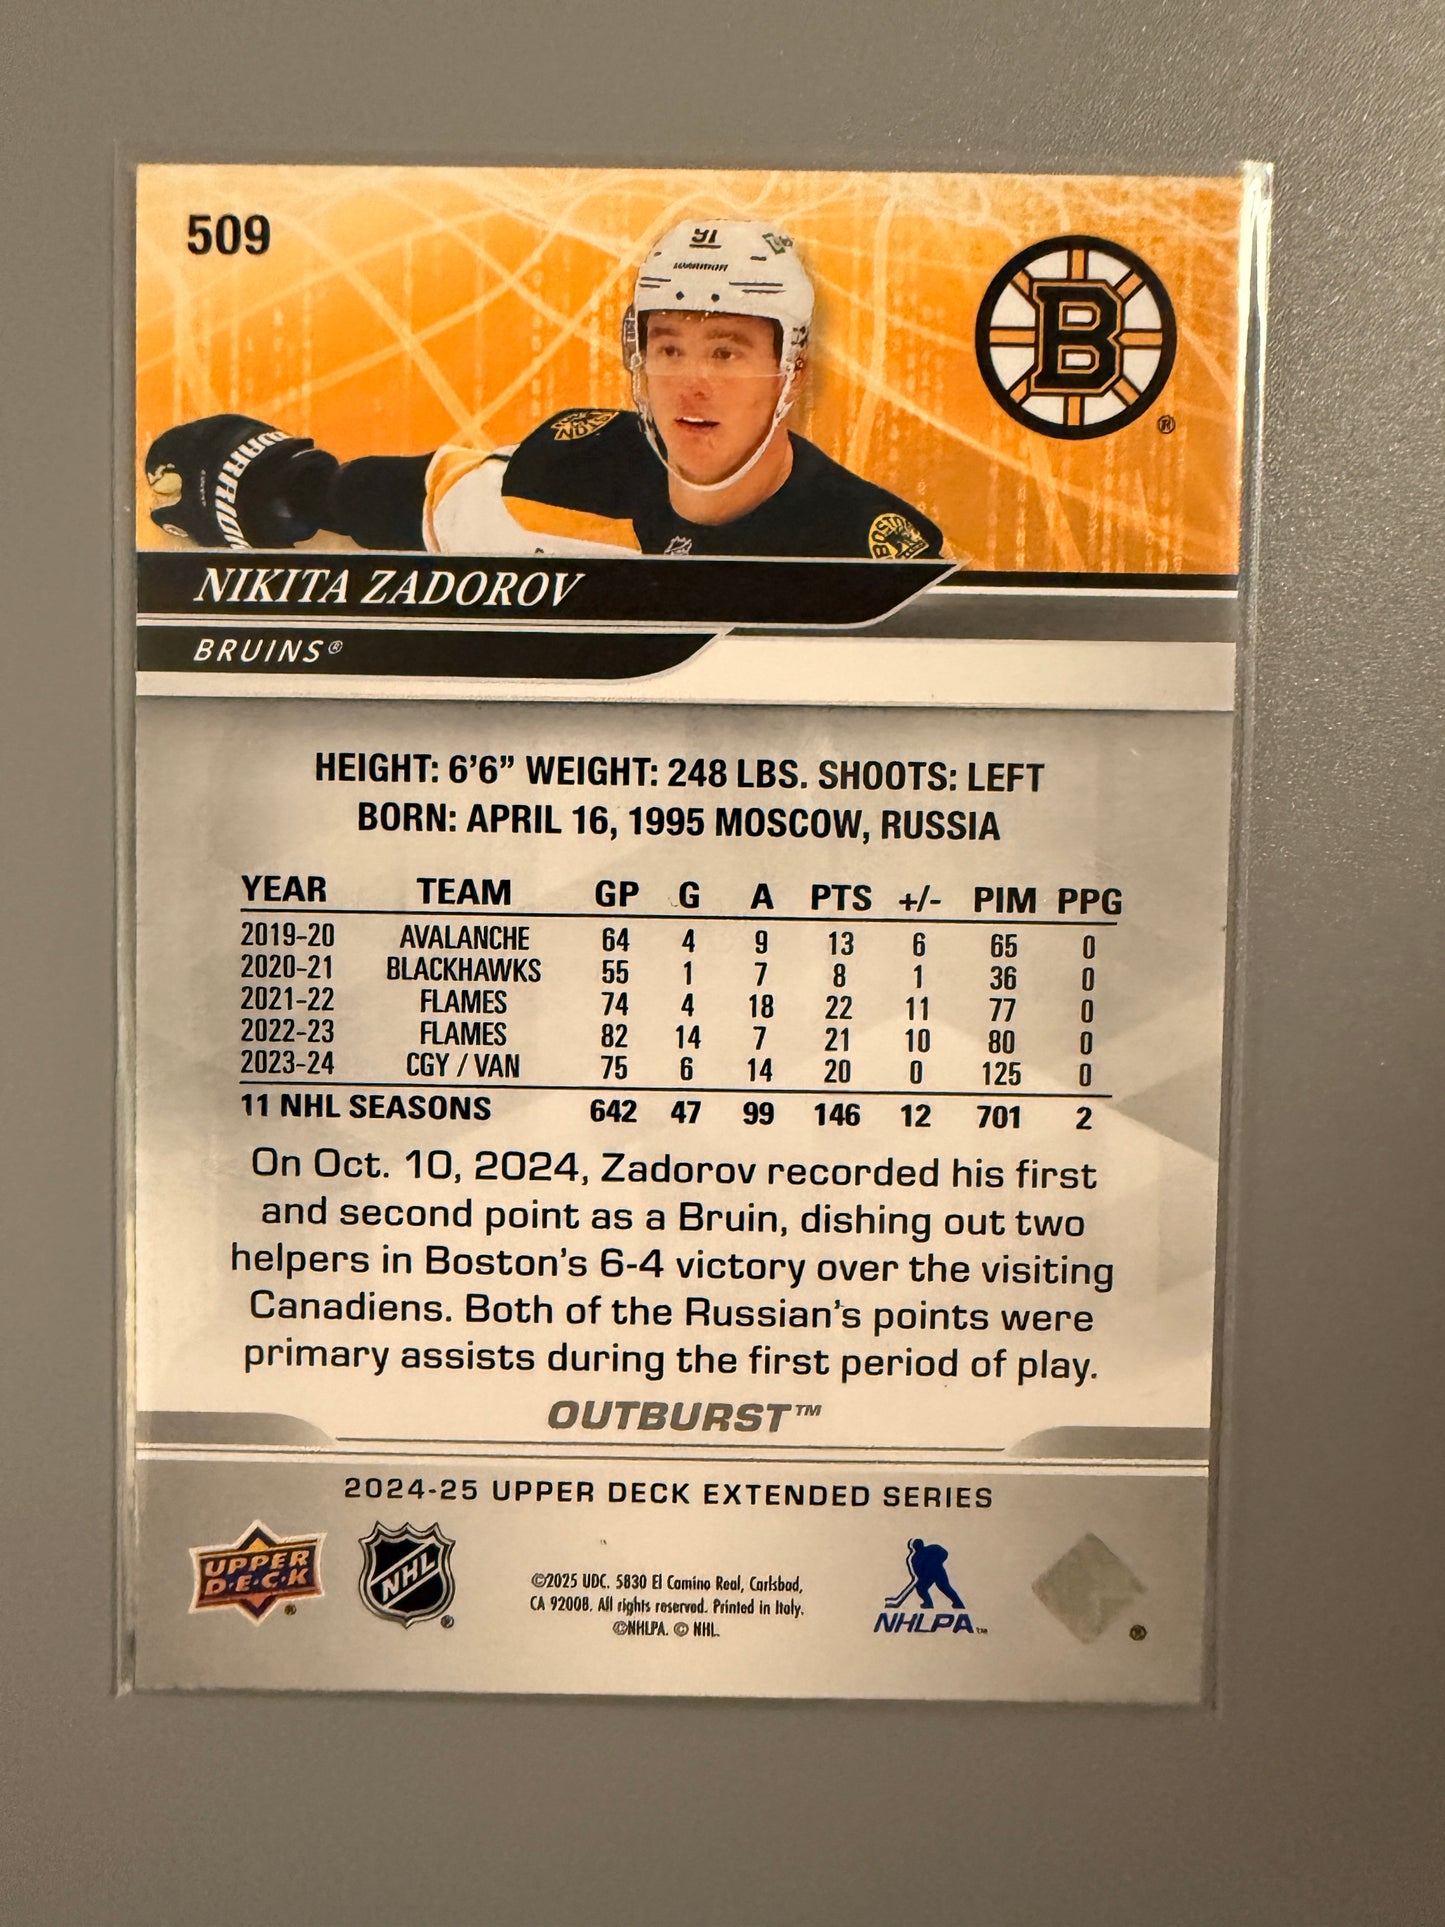 509
91
WARRIOR
B
®
BOSTON
WARRIOR
BOSTON
NIKITA ZADOROV
BRUINS®
HEIGHT: 6’6” WEIGHT: 248 LBS. SHOOTS: LEFT
BORN: APRIL 16, 1995 MOSCOW, RUSSIA
YEAR TEAM GP G A PTS +/- PIM PPG
2019-20 AVALANCHE 64 4 9 13 6 65 0
2020-21 BLACKHAWKS 55 1 7 8 1 36 0
2021-22 FLAMES 74 4 18 22 11 77 0
2022-23 FLAMES 82 14 7 21 10 80 0
2023-24 CGY / VAN 75 6 14 20 0 125 0
11 NHL SEASONS 642 47 99 146 12 701 2
On Oct. 10, 2024, Zadorov recorded his first
and second point as a Bruin, dishing out two
helpers in Boston’s 6-4 victory over the visiting
Canadiens. Both of the Russian’s points were
primary assists during the first period of play.
OUTBURST™
2024-25 UPPER DECK EXTENDED SERIES
UPPER
D·E·C·K
®
NHL
®
©2025 UDC. 5830 El Camino Real, Carlsbad,
CA 92008. All rights reserved. Printed in Italy.
©NHLPA. © NHL.
NHLPA™
®